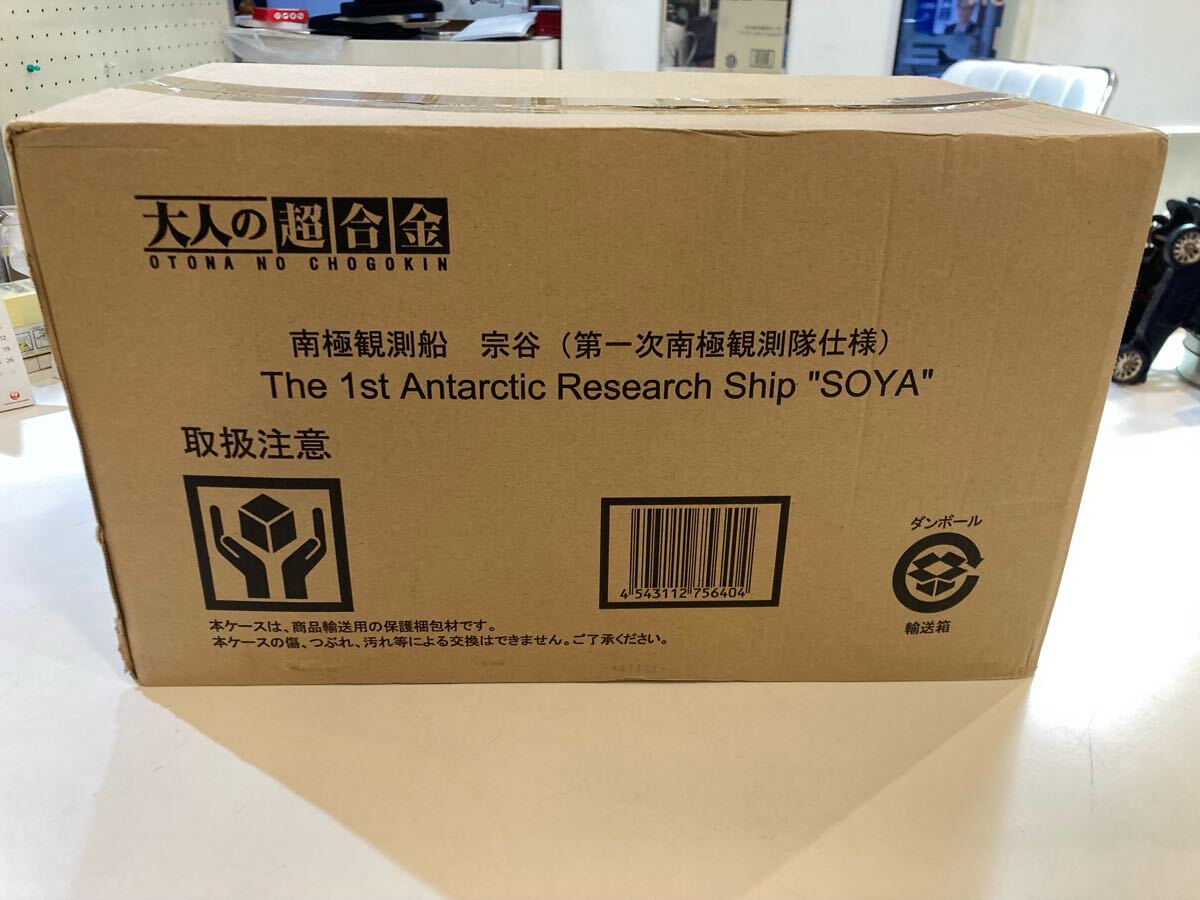 大人の超合金
OTONA NO CHOGOKIN
南極観測船 宗谷（第一次南極観測隊仕様）
The 1st Antarctic Research Ship "SOYA"
取扱注意
4 543112 756404
ダンボール
輸送箱
本ケースは、商品輸送用の保護梱包材です。
本ケースの傷、つぶれ、汚れ等による交換はできません。ご了承ください。
12
19
26